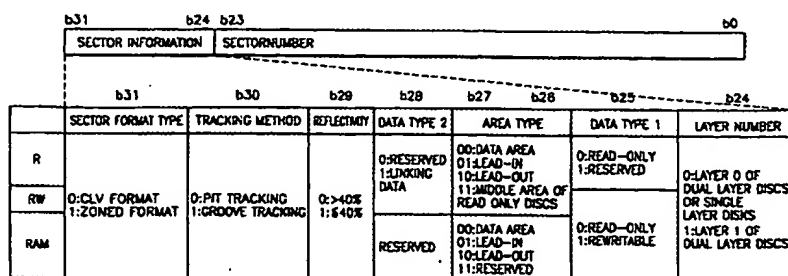 b31 b24 b23 b0
SECTOR INFORMATION SECTORNUMBER
b31 b30 b29 b28 b27 b26 b25 b24
SECTOR FORMAT TYPE TRACKING METHOD REFLECTIVITY DATA TYPE 2 AREA TYPE DATA TYPE 1 LAYER NUMBER
R
RW
RAM
0:CLV FORMAT
1:ZONED FORMAT
0:PIT TRACKING
1:GROOVE TRACKING
0:>40%
1:≤40%
0:RESERVED
1:LINKING
DATA
RESERVED
00:DATA AREA
01:LEAD-IN
10:LEAD-OUT
11:MIDDLE AREA OF
READ ONLY DISCS
00:DATA AREA
01:LEAD-IN
10:LEAD-OUT
11:RESERVED
0:READ-ONLY
1:RESERVED
0:READ-ONLY
1:REWRITABLE
0:LAYER 0 OF
DUAL LAYER DISCS
OR SINGLE
LAYER DISKS
1:LAYER 1 OF
DUAL LAYER DISCS